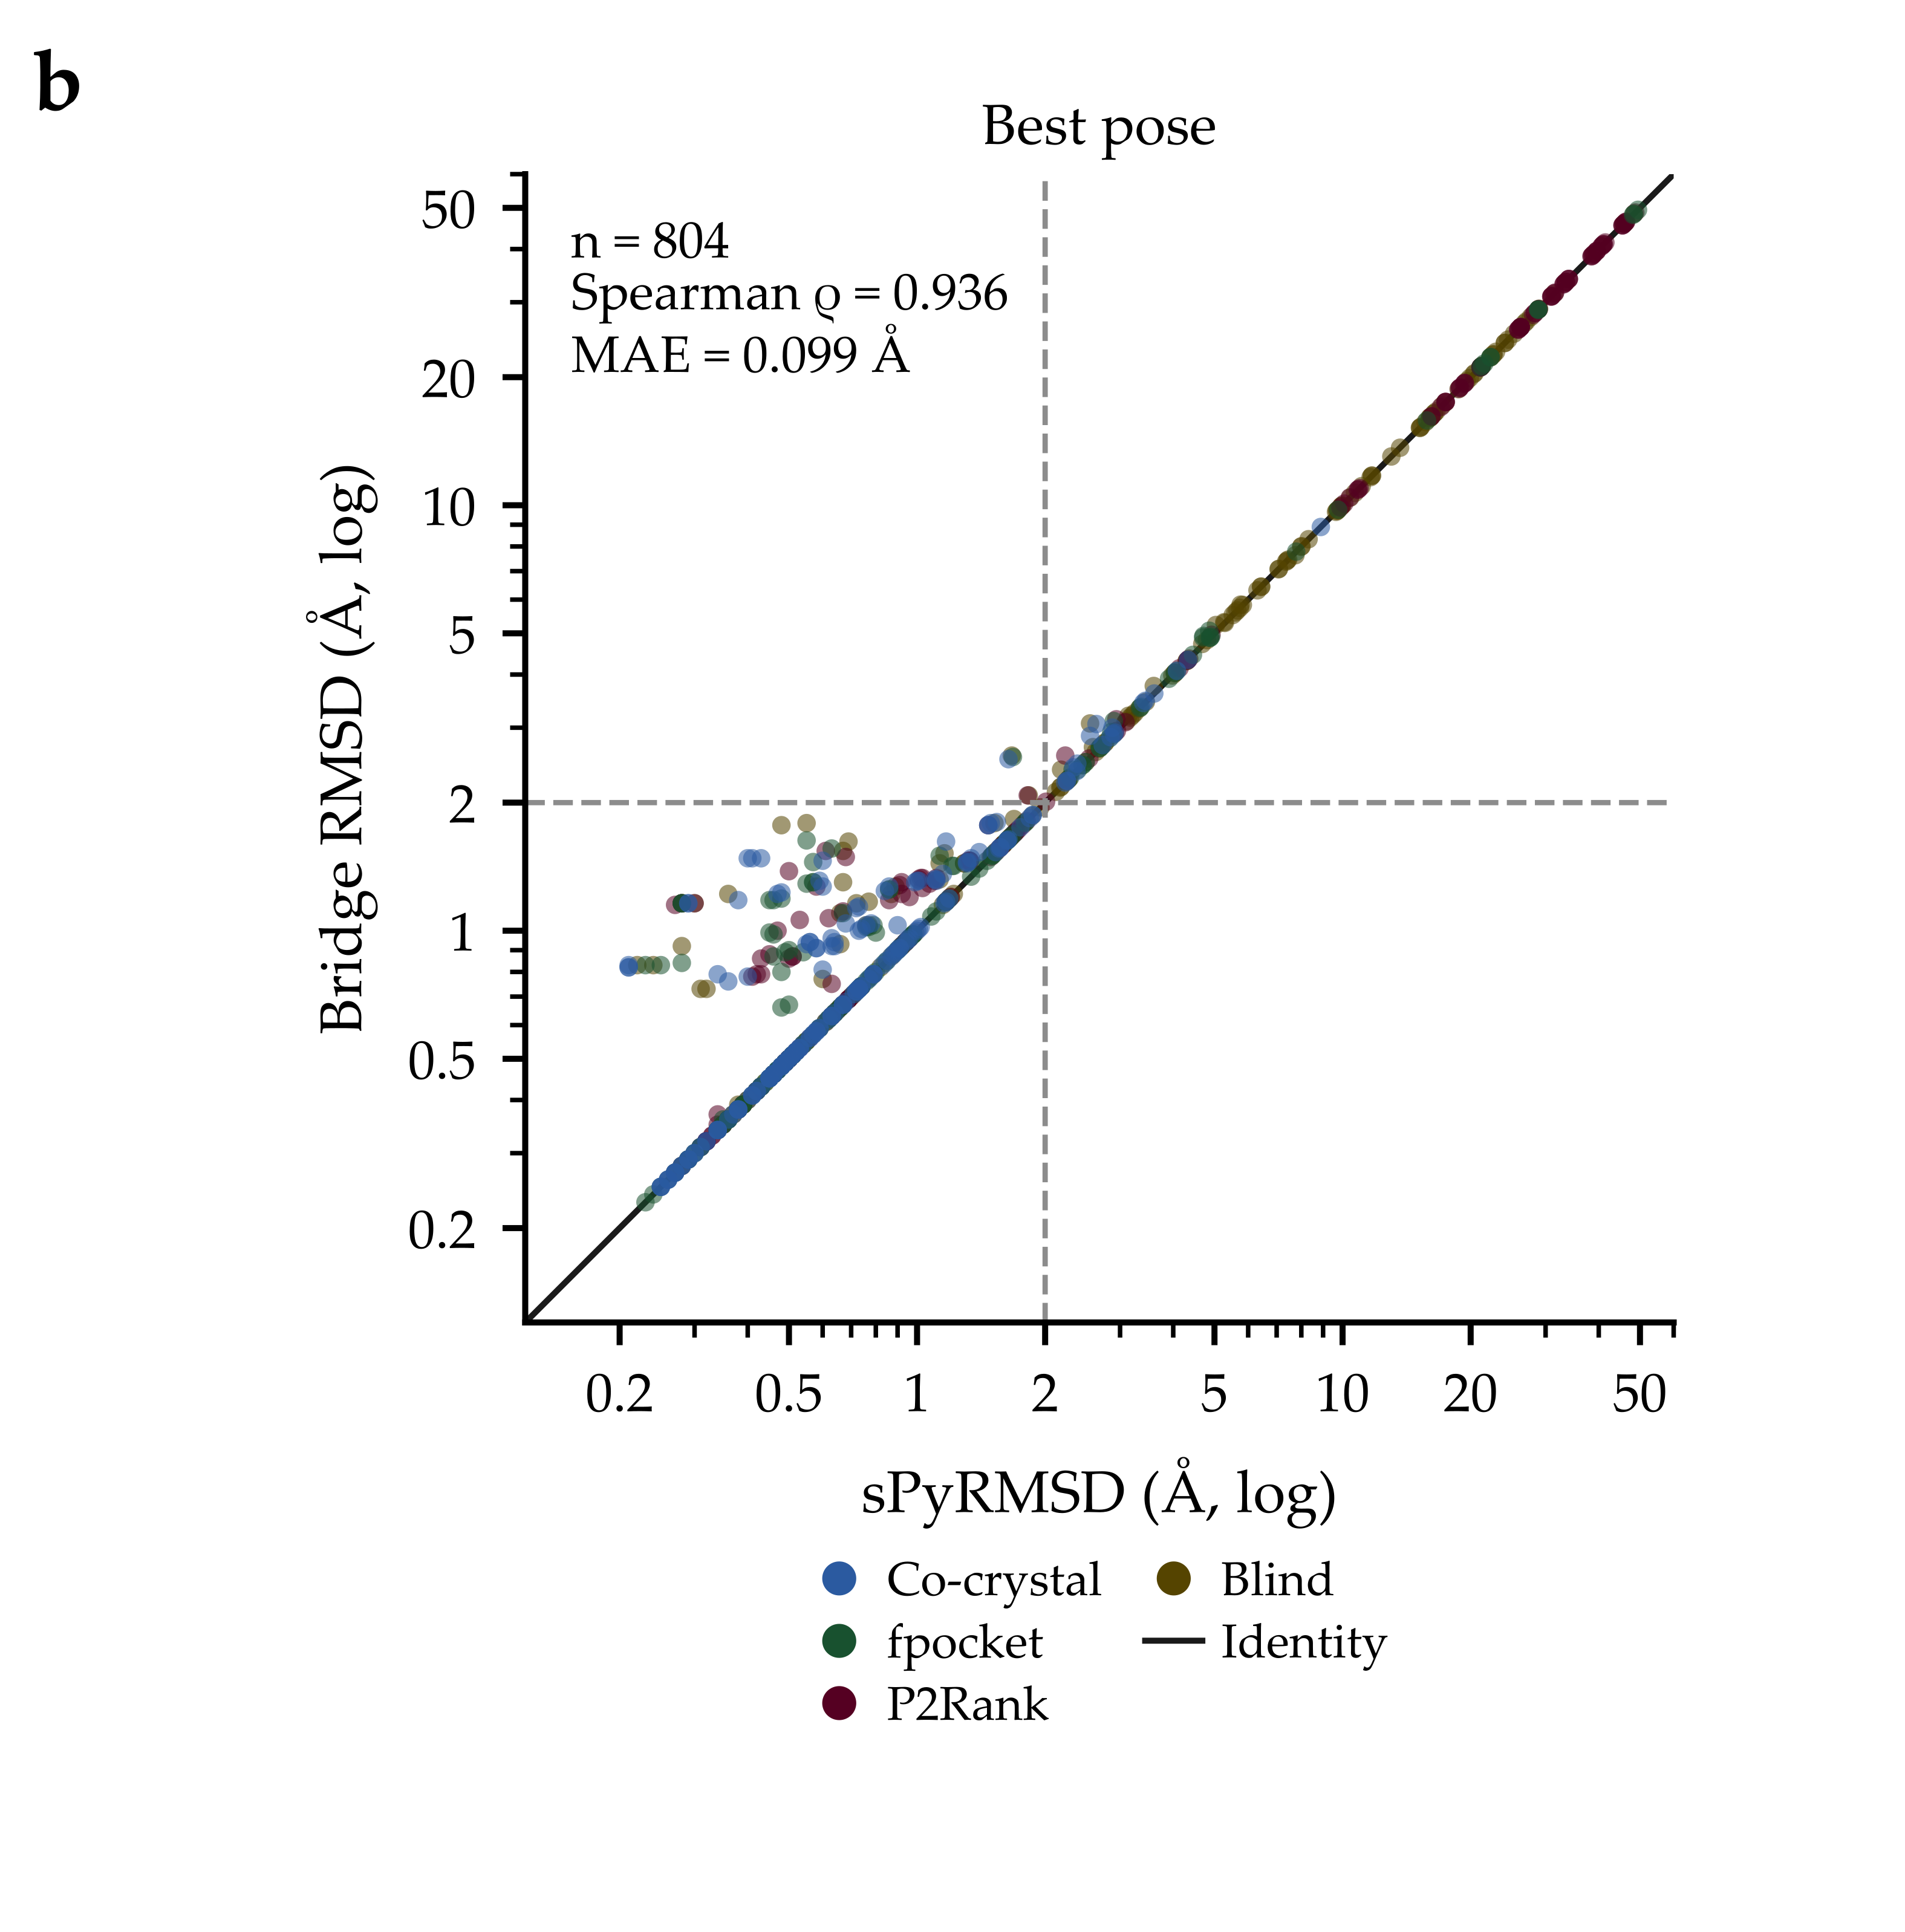 b
Best pose
n = 804
Spearman ρ = 0.936
MAE = 0.099 Å
Bridge RMSD (Å, log)
50
20
10
5
2
1
0.5
0.2
0.2 0.5 1 2 5 10 20 50
sPyRMSD (Å, log)
Co-crystal
fpocket
P2Rank
Blind
Identity